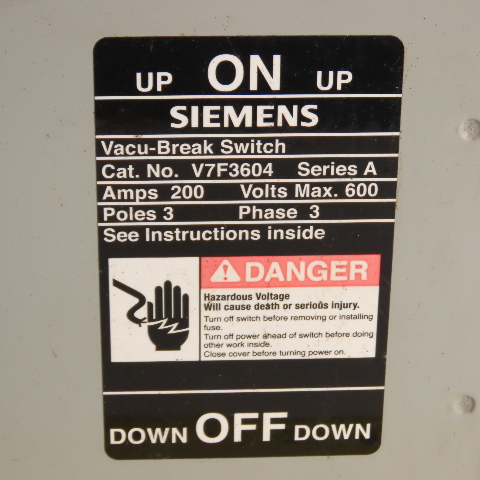 UP ON UP
SIEMENS
Vacu-Break Switch
Cat. No. V7F3604 Series A
Amps 200 Volts Max. 600
Poles 3 Phase 3
See Instructions inside
DANGER
Hazardous Voltage
Will cause death or serious injury.
Turn off switch before removing or installing
fuse.
Turn off power ahead of switch before doing
other work inside.
Close cover before turning power on.
DOWN OFF DOWN